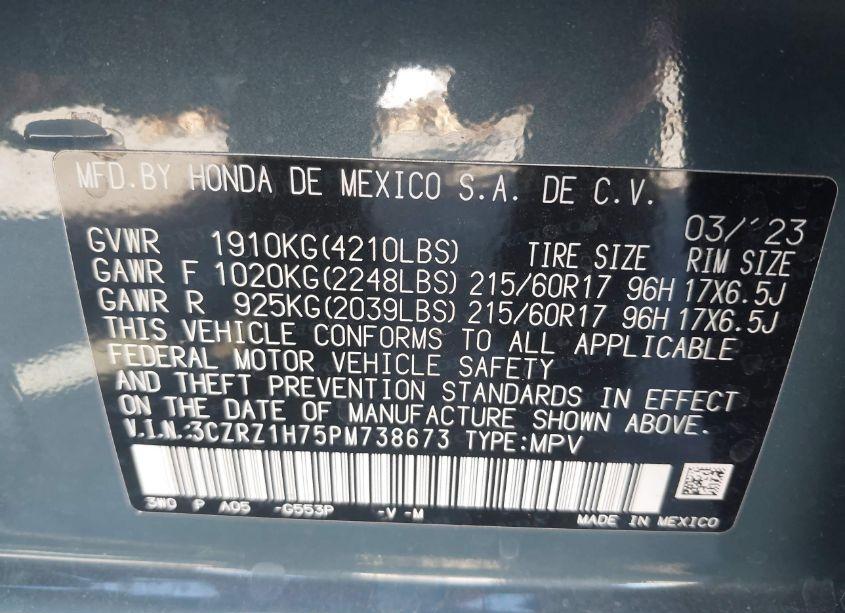 MFD.BY HONDA DE MEXICO S.A. DE C.V.
03/'23
GVWR 1910KG(4210LBS) TIRE SIZE RIM SIZE
GAWR F 1020KG(2248LBS) 215/60R17 96H 17X6.5J
GAWR R 925KG(2039LBS) 215/60R17 96H 17X6.5J
THIS VEHICLE CONFORMS TO ALL APPLICABLE
FEDERAL MOTOR VEHICLE SAFETY
AND THEFT PREVENTION STANDARDS IN EFFECT
ON THE DATE OF MANUFACTURE SHOWN ABOVE.
V.I.N.:3CZRZ1H75PM738673 TYPE:MPV
3W0 P A05 -G553P -V -M
MADE IN MEXICO